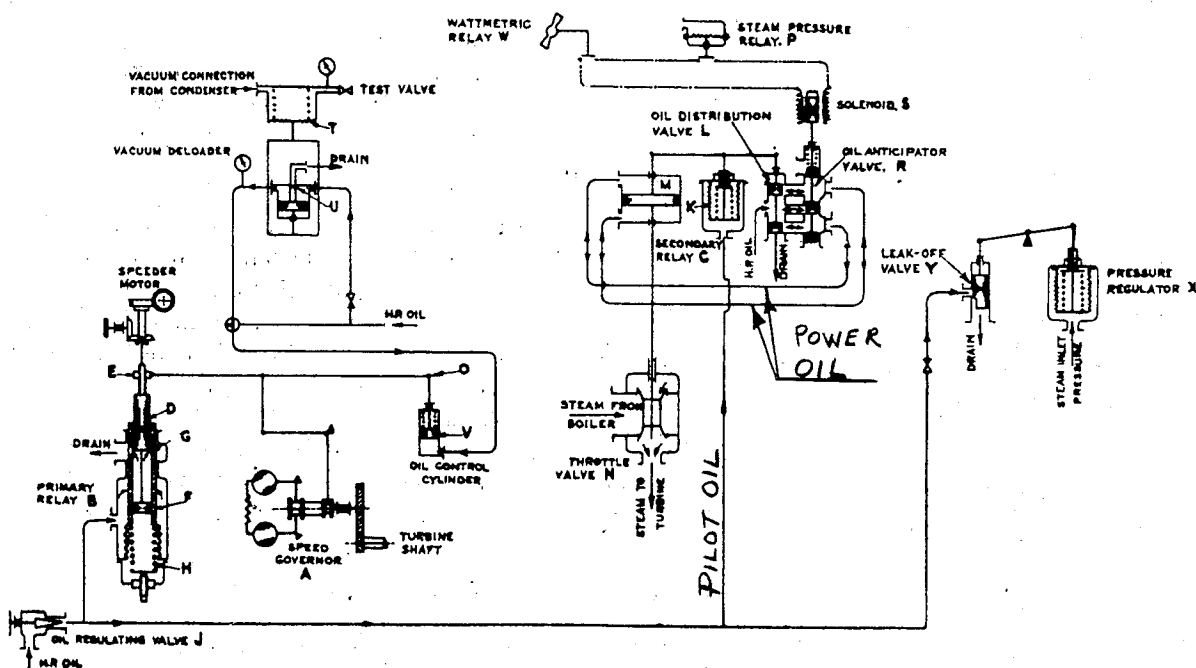 WATTMETRIC
RELAY W
STEAM PRESSURE
RELAY. P
VACUUM CONNECTION
FROM CONDENSER
TEST VALVE
T
SOLENOID, S
OIL DISTRIBUTION
VALVE L
VACUUM DELOADER
DRAIN
U
OIL ANTICIPATOR
VALVE, R
M
K
SECONDARY
RELAY C
H.P. OIL
DRAIN
SPEEDER
MOTOR
H.P. OIL
LEAK-OFF
VALVE Y
PRESSURE
REGULATOR X
POWER
OIL
DRAIN
STEAM INLET
PRESSURE
E
O
D
STEAM FROM
BOILER
DRAIN
G
V
OIL CONTROL
CYLINDER
THROTTLE
VALVE N
STEAM TO
TURBINE
PRIMARY
RELAY B
F
TURBINE
SHAFT
SPEED
GOVERNOR
A
H
PILOT OIL
OIL REGULATING VALVE J
H.P. OIL